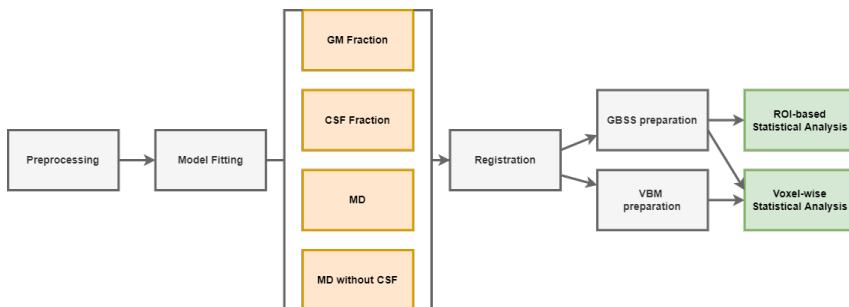 Preprocessing
Model Fitting
GM Fraction
CSF Fraction
MD
MD without CSF
Registration
GBSS preparation
VBM
preparation
ROI-based
Statistical Analysis
Voxel-wise
Statistical Analysis